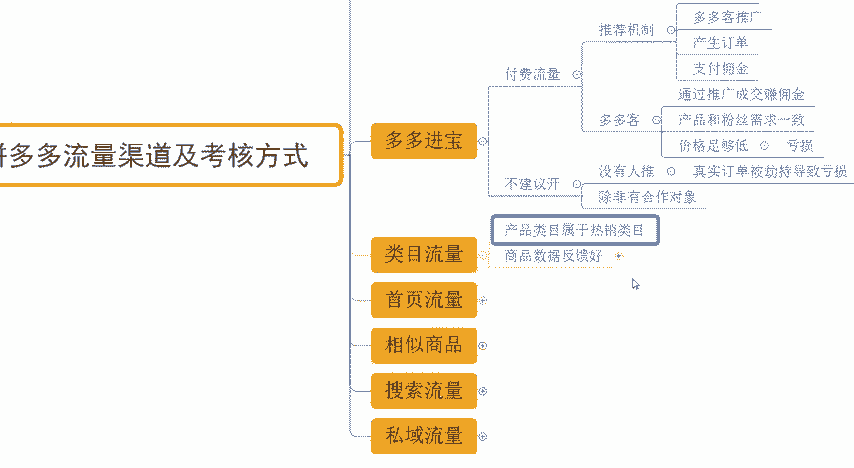 拼多多流量渠道及考核方式
多多进宝
付费流量
推荐机制
多多客推广
产生订单
支付佣金
多多客
通过推广成交赚佣金
产品和粉丝需求一致
价格足够低
亏损
不建议开
没有人推
真实订单被劫持导致亏损
除非有合作对象
类目流量
产品类目属于热销类目
商品数据反馈好
首页流量
相似商品
搜索流量
私域流量